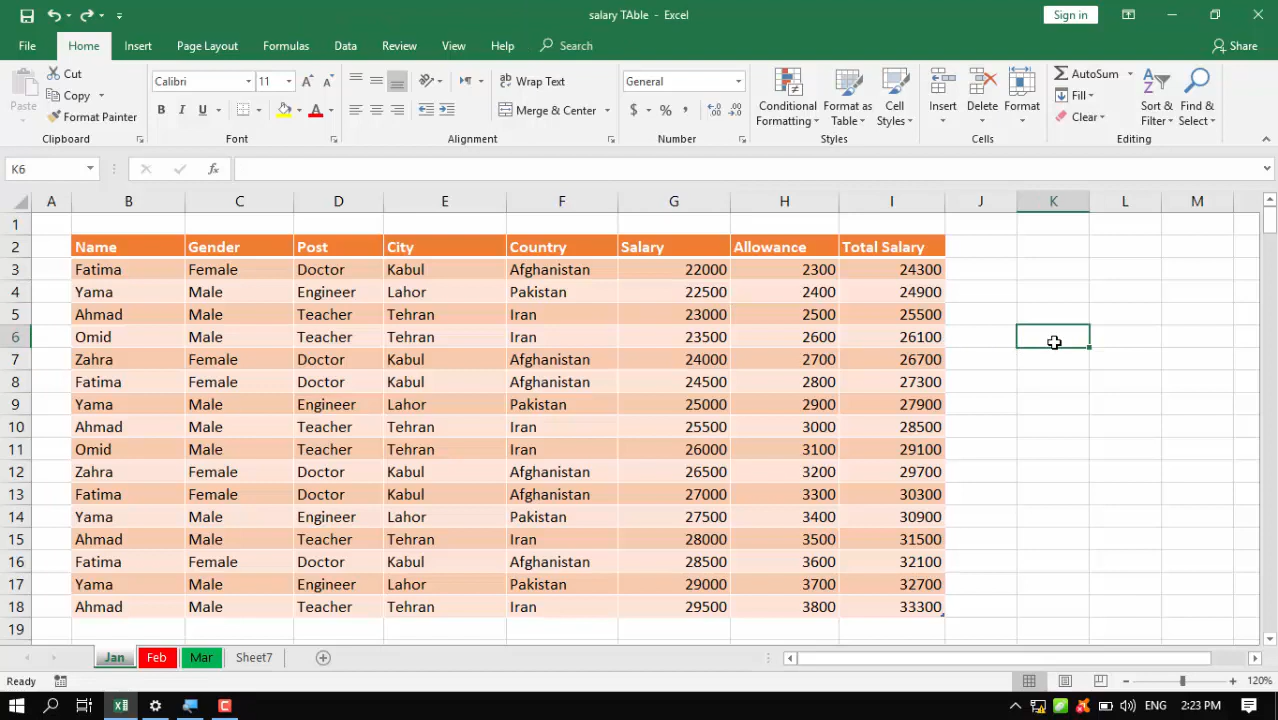 salary TAble - Excel
Sign in
File Home Insert Page Layout Formulas Data Review View Help Search Share
Cut
Copy
Format Painter
Paste
Clipboard
Calibri 11
B I U
Font
Wrap Text
Merge & Center
Alignment
General
$ % ,
Number
Conditional Formatting
Format as Table
Cell Styles
Styles
Insert Delete Format
Cells
AutoSum
Fill
Clear
Sort & Filter
Find & Select
Editing
K6
fx
A B C D E F G H I J K L M
1
2 Name Gender Post City Country Salary Allowance Total Salary
3 Fatima Female Doctor Kabul Afghanistan 22000 2300 24300
4 Yama Male Engineer Lahor Pakistan 22500 2400 24900
5 Ahmad Male Teacher Tehran Iran 23000 2500 25500
6 Omid Male Teacher Tehran Iran 23500 2600 26100
7 Zahra Female Doctor Kabul Afghanistan 24000 2700 26700
8 Fatima Female Doctor Kabul Afghanistan 24500 2800 27300
9 Yama Male Engineer Lahor Pakistan 25000 2900 27900
10 Ahmad Male Teacher Tehran Iran 25500 3000 28500
11 Omid Male Teacher Tehran Iran 26000 3100 29100
12 Zahra Female Doctor Kabul Afghanistan 26500 3200 29700
13 Fatima Female Doctor Kabul Afghanistan 27000 3300 30300
14 Yama Male Engineer Lahor Pakistan 27500 3400 30900
15 Ahmad Male Teacher Tehran Iran 28000 3500 31500
16 Fatima Female Doctor Kabul Afghanistan 28500 3600 32100
17 Yama Male Engineer Lahor Pakistan 29000 3700 32700
18 Ahmad Male Teacher Tehran Iran 29500 3800 33300
19
Jan Feb Mar Sheet7
Ready
120%
ENG 2:23 PM